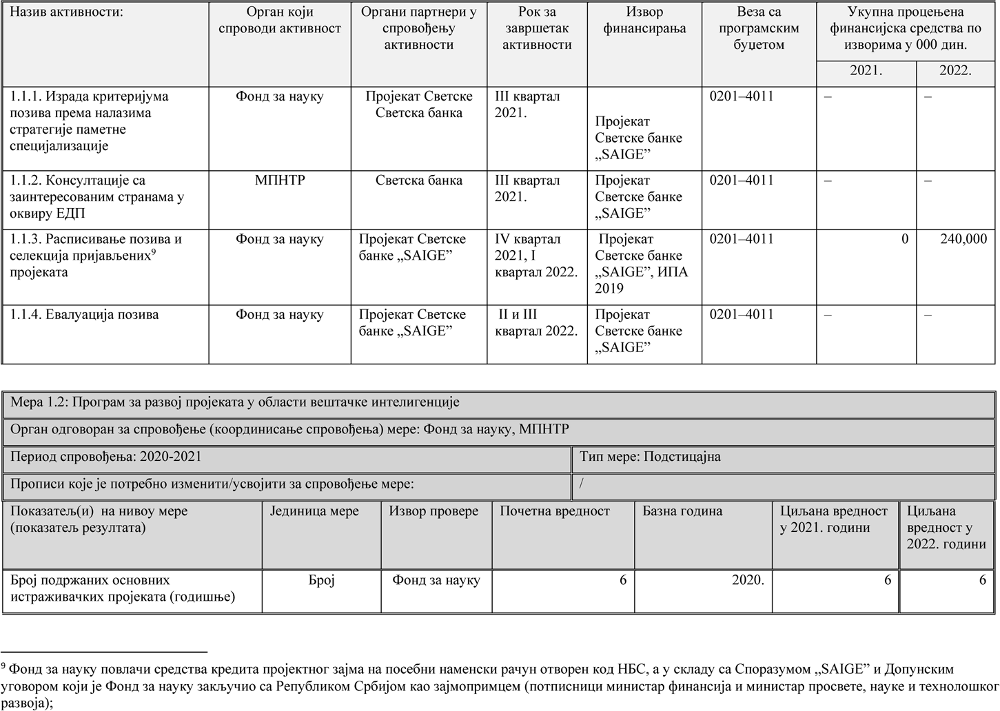 Назив активности:
Орган који
спроводи активност
Органи партнери у
спровођењу
активности
Рок за
завршетак
активности
Извор
финансирања
Веза са
програмским
буџетом
Укупна процењена
финансијска средства по
изворима у 000 дин.
2021.
2022.
1.1.1. Израда критеријума
позива према налазима
стратегије паметне
специјализације
Фонд за науку
Пројекат Светске
Светска банка
III квартал
2021.
Пројекат
Светске банке
„SAIGE”
0201–4011
–
–
1.1.2. Консултације са
заинтересованим странама у
оквиру ЕДП
МПНТР
Светска банка
III квартал
2021.
Пројекат
Светске банке
„SAIGE”
0201–4011
–
–
1.1.3. Расписивање позива и
селекција пријављених⁹
пројеката
Фонд за науку
Пројекат Светске
банке „SAIGE”
IV квартал
2021, I
квартал 2022.
Пројекат
Светске банке
„SAIGE”, ИПА
2019
0201–4011
0
240,000
1.1.4. Евалуација позива
Фонд за науку
Пројекат Светске
банке „SAIGE”
II и III
квартал 2022.
Пројекат
Светске банке
„SAIGE”
0201–4011
–
–
Мера 1.2: Програм за развој пројеката у области вештачке интелигенције
Орган одговоран за спровођење (координисање спровођења) мере: Фонд за науку, МПНТР
Период спровођења: 2020-2021
Тип мере: Подстицајна
Прописи које је потребно изменити/усвојити за спровођење мере:
/
Показатељ(и) на нивоу мере
(показатељ резултата)
Јединица мере
Извор провере
Почетна вредност
Базна година
Циљана вредност
у 2021. години
Циљана
вредност у
2022. години
Број подржаних основних
истраживачких пројеката (годишње)
Број
Фонд за науку
6
2020.
6
6
⁹ Фонд за науку повлачи средства кредита пројектног зајма на посебни наменски рачун отворен код НБС, а у складу са Споразумом „SAIGE” и Допунским
уговором који је Фонд за науку закључио са Републиком Србијом као зајмопримцем (потписници министар финансија и министар просвете, науке и технолошког
развоја);